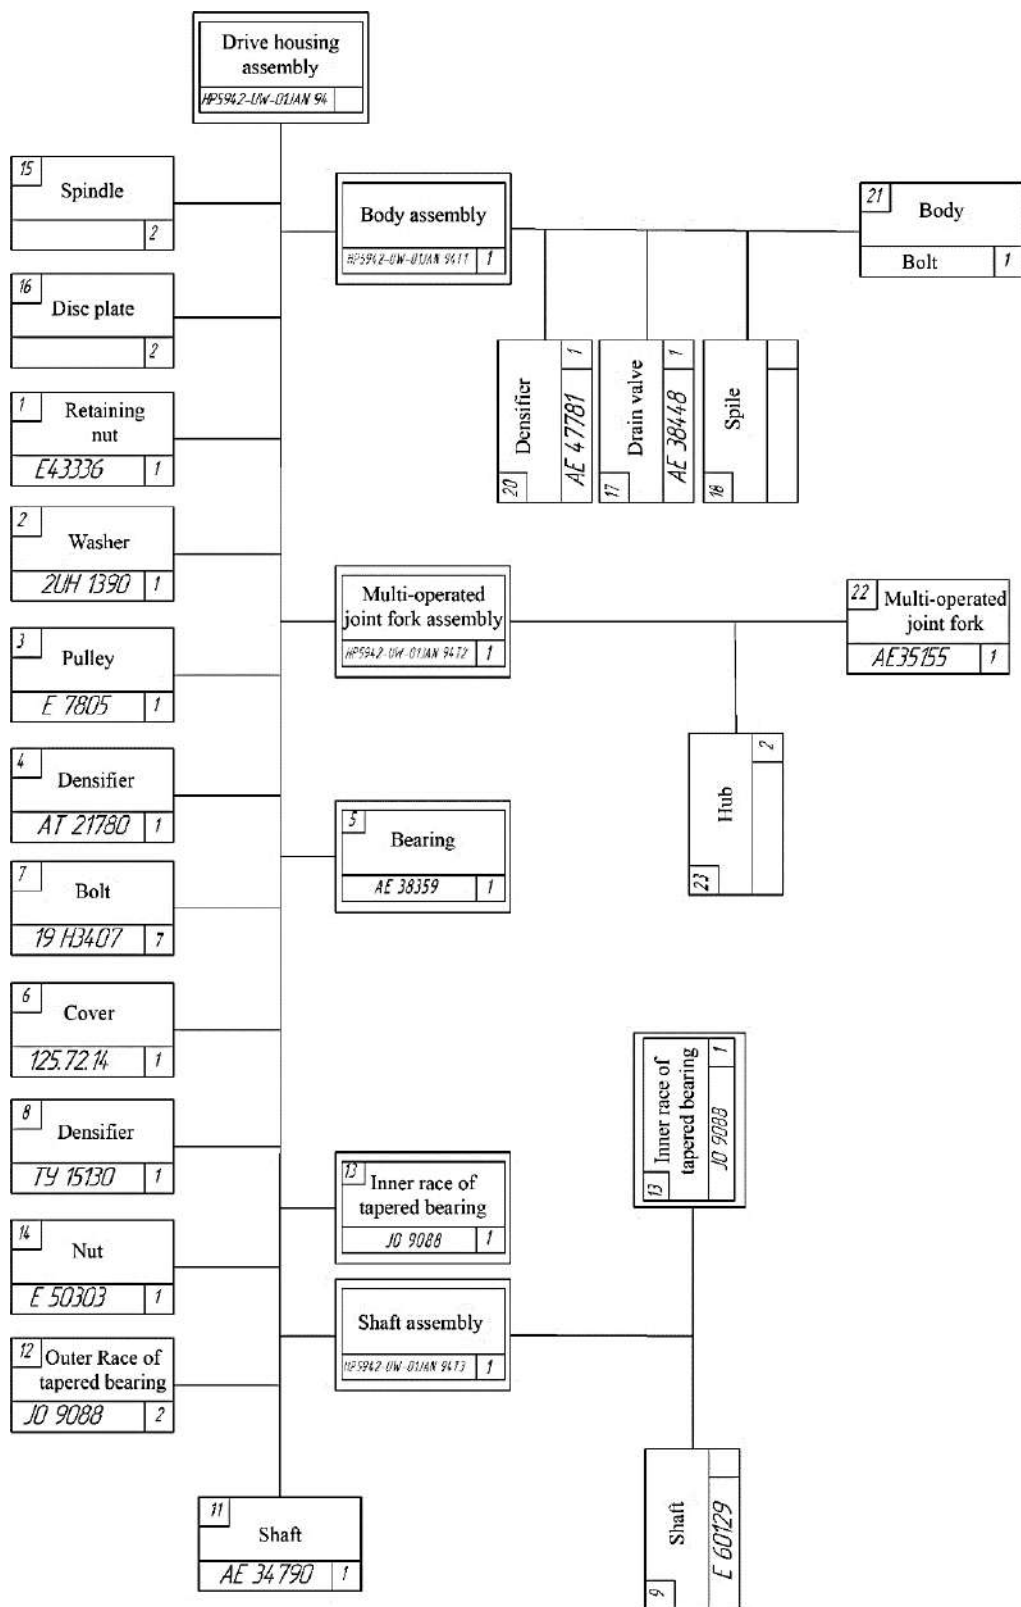 Drive housing
assembly
HP5942-UW-01JAN 94
15
Spindle
2
16
Disc plate
2
1
Retaining
nut
E43336
1
2
Washer
2UH 1390
1
3
Pulley
E 7805
1
4
Densifier
AT 21780
1
7
Bolt
19 H3407
7
6
Cover
125.72.14
1
8
Densifier
TY 15130
1
14
Nut
E 50303
1
12
Outer Race of
tapered bearing
JO 9088
2
11
Shaft
AE 34790
1
Body assembly
HP5942-UW-01JAN 94T1
1
21
Body
Bolt
1
20
Densifier
AE 47781
1
17
Drain valve
AE 38448
1
18
Spile
Multi-operated
joint fork assembly
HP5942-UW-01JAN 94T2
1
22
Multi-operated
joint fork
AE35155
1
23
Hub
2
5
Bearing
AE 38359
1
13
Inner race of
tapered bearing
JO 9088
1
Shaft assembly
HP5942-UW-01JAN 94T3
1
13
Inner race of
tapered bearing
JO 9088
1
9
Shaft
E 60129